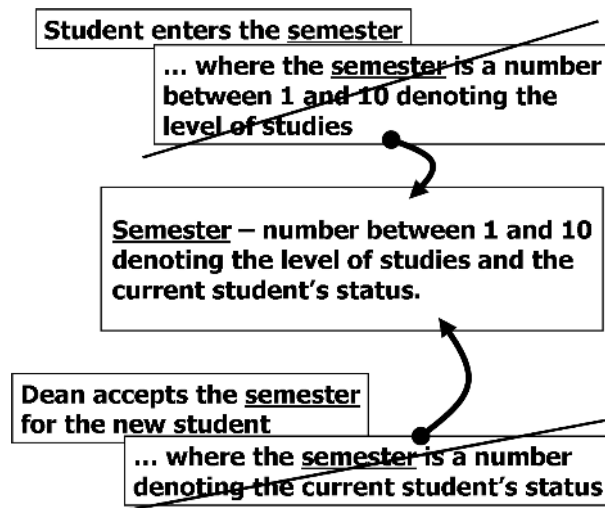 Student enters the semester
... where the semester is a number
between 1 and 10 denoting the
level of studies
Semester – number between 1 and 10
denoting the level of studies and the
current student's status.
Dean accepts the semester
for the new student
... where the semester is a number
denoting the current student's status